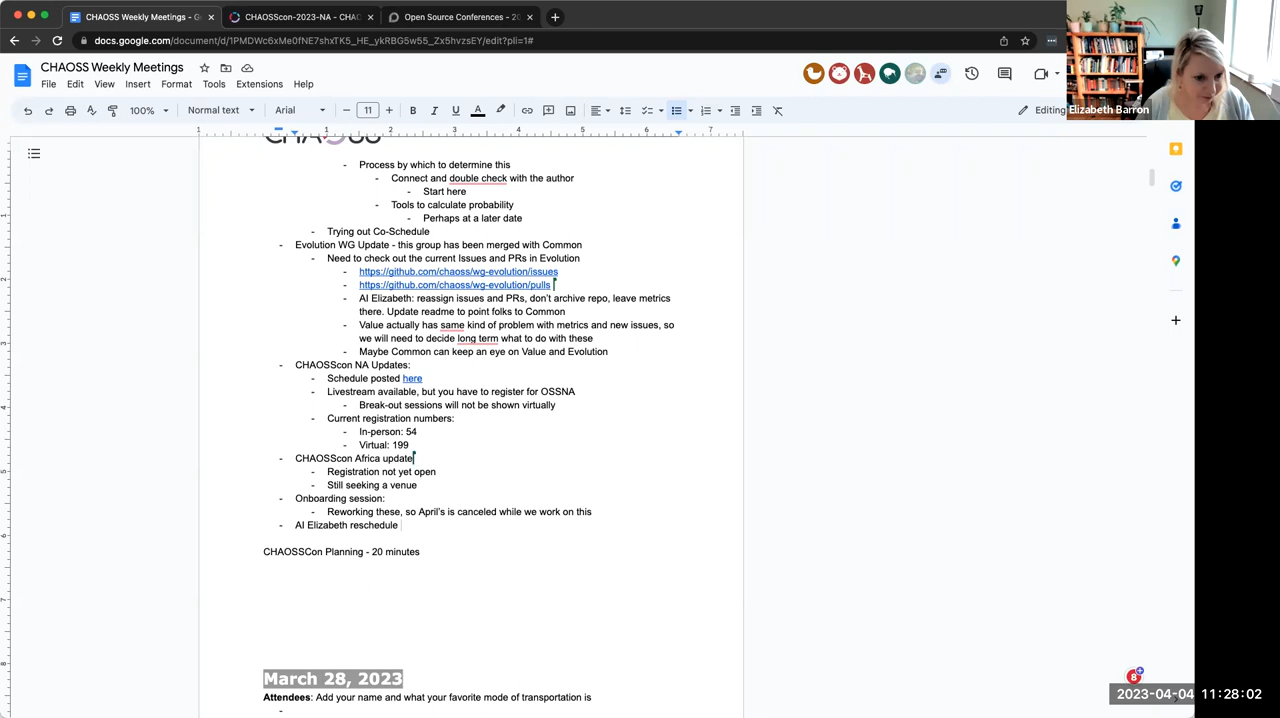 CHAOSS Weekly Meetings - G
CHAOSScon-2023-NA - CHAO
Open Source Conferences - 20
docs.google.com/document/d/1PMDWc6xMe0fNE7shxTK5_HE_ykRBG5w55_Zx5hvzsEY/edit?pli=1#
CHAOSS Weekly Meetings
File Edit View Insert Format Tools Extensions Help
100% Normal text Arial 11 B I U A Editing
Elizabeth Barron
1 1 2 3 4 5 6 7
- Process by which to determine this
- Connect and double check with the author
- Start here
- Tools to calculate probability
- Perhaps at a later date
- Trying out Co-Schedule
- Evolution WG Update - this group has been merged with Common
- Need to check out the current Issues and PRs in Evolution
- https://github.com/chaoss/wg-evolution/issues
- https://github.com/chaoss/wg-evolution/pulls
- AI Elizabeth: reassign issues and PRs, don't archive repo, leave metrics
there. Update readme to point folks to Common
- Value actually has same kind of problem with metrics and new issues, so
we will need to decide long term what to do with these
- Maybe Common can keep an eye on Value and Evolution
- CHAOSScon NA Updates:
- Schedule posted here
- Livestream available, but you have to register for OSSNA
- Break-out sessions will not be shown virtually
- Current registration numbers:
- In-person: 54
- Virtual: 199
- CHAOSScon Africa update
- Registration not yet open
- Still seeking a venue
- Onboarding session:
- Reworking these, so April's is canceled while we work on this
- AI Elizabeth reschedule
CHAOSSCon Planning - 20 minutes
March 28, 2023
Attendees: Add your name and what your favorite mode of transportation is
-
8
2023-04-04 11:28:02